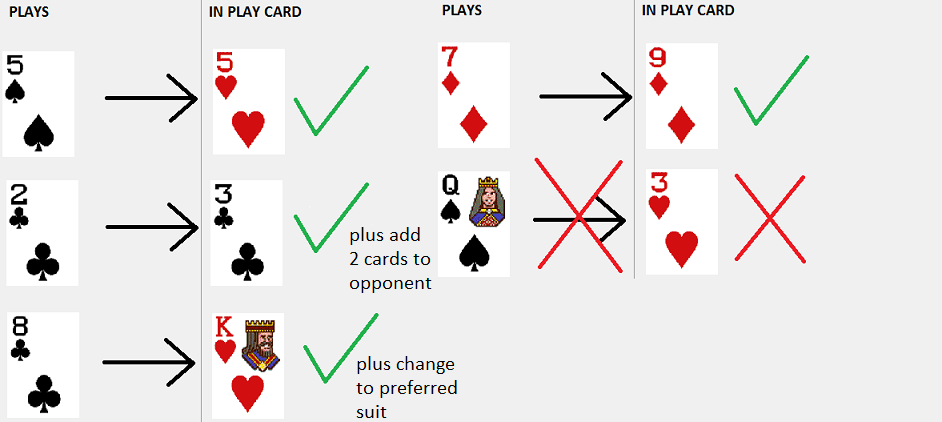 PLAYS
IN PLAY CARD
PLAYS
IN PLAY CARD
5
5
7
9
2
3
plus add
2 cards to
opponent
Q
3
8
K
plus change
to preferred
suit